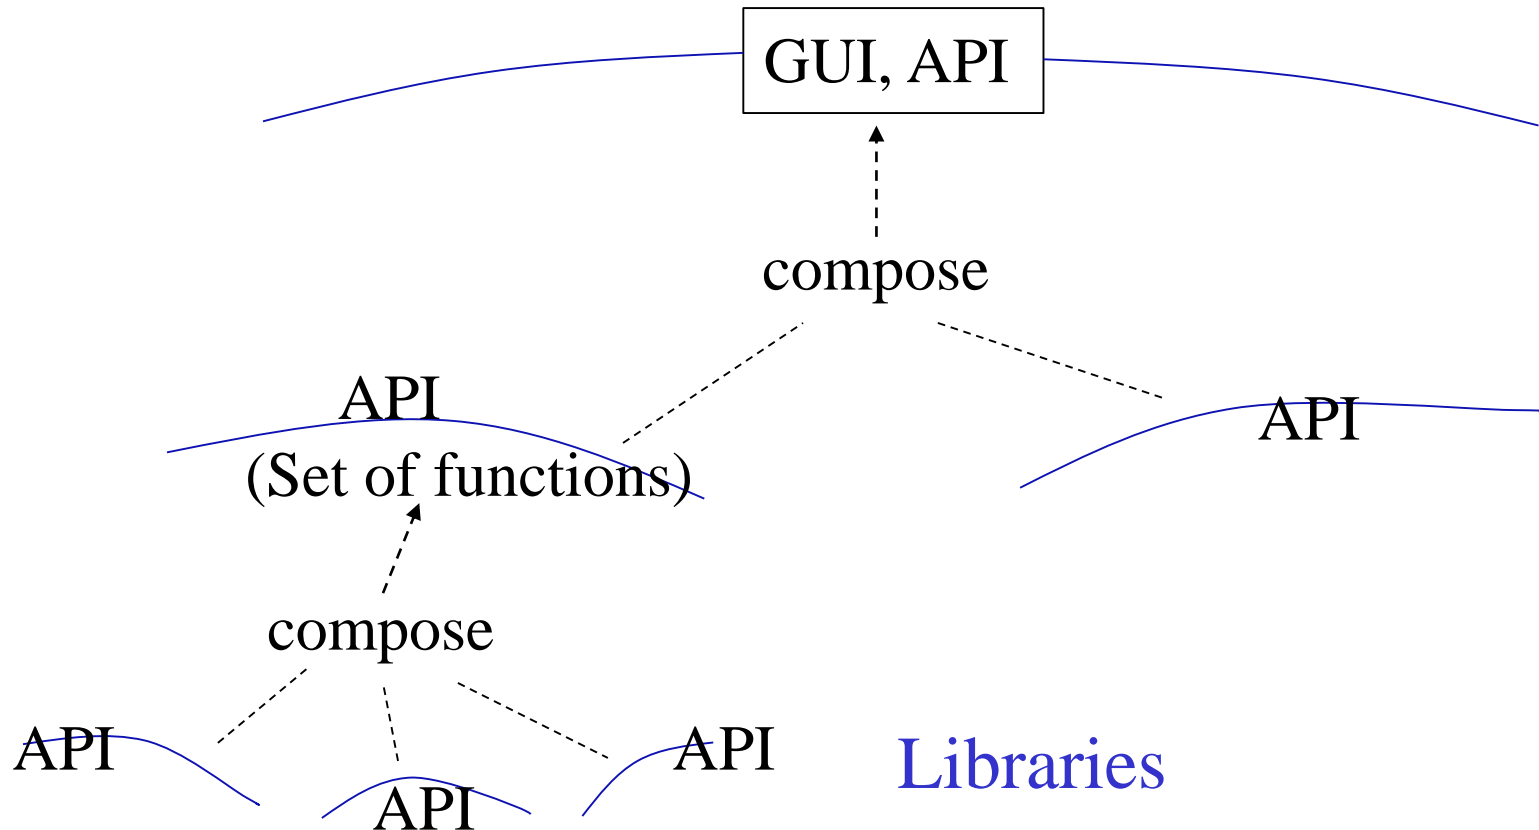 GUI, API
compose
API
API
(Set of functions)
compose
API
API
Libraries
API